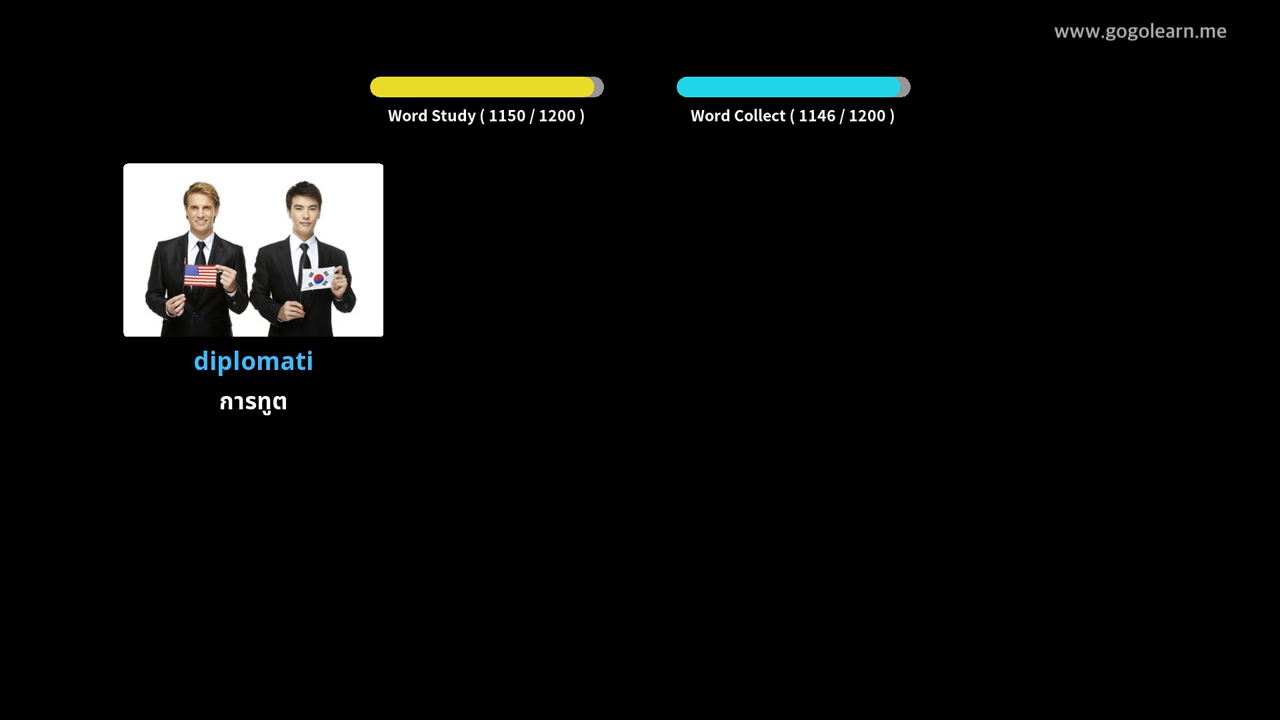 www.gogolearn.me
Word Study ( 1150 / 1200 )
Word Collect ( 1146 / 1200 )
diplomati
การทูต